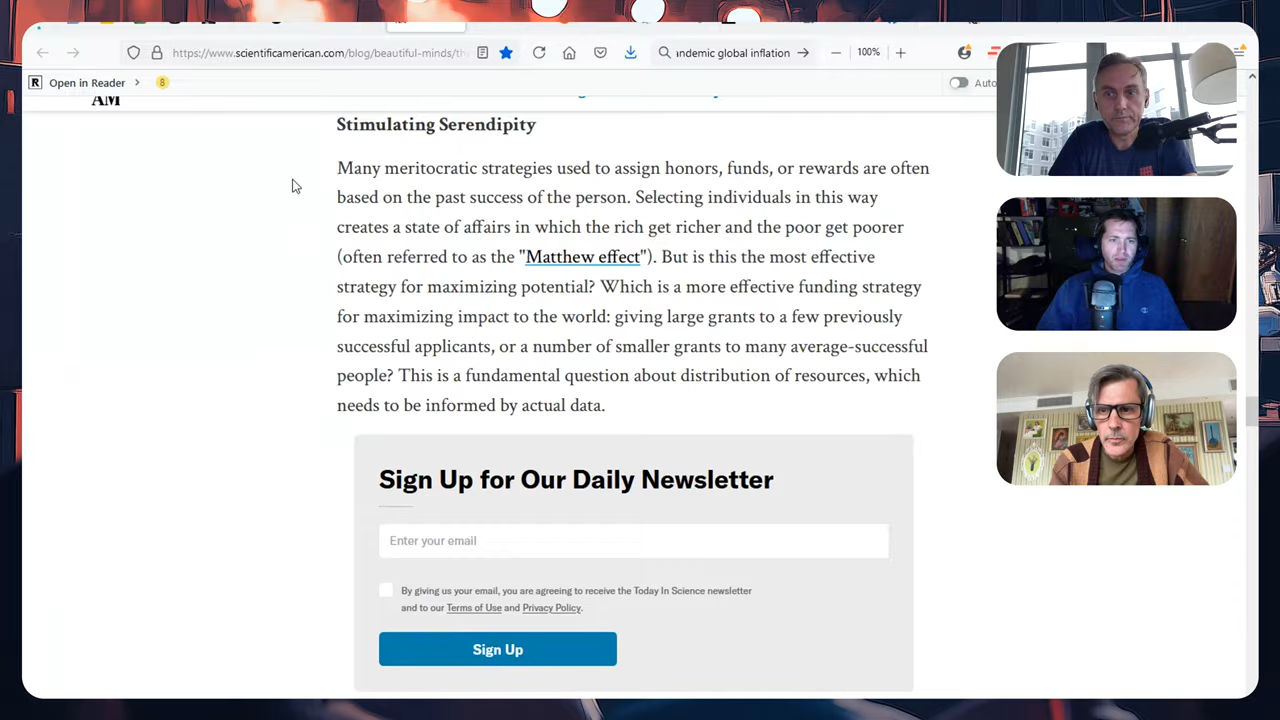 https://www.scientificamerican.com/blog/beautiful-minds/th
andemic global inflation
100%
Open in Reader
8
Auto
AM
Stimulating Serendipity
Many meritocratic strategies used to assign honors, funds, or rewards are often
based on the past success of the person. Selecting individuals in this way
creates a state of affairs in which the rich get richer and the poor get poorer
(often referred to as the "Matthew effect"). But is this the most effective
strategy for maximizing potential? Which is a more effective funding strategy
for maximizing impact to the world: giving large grants to a few previously
successful applicants, or a number of smaller grants to many average-successful
people? This is a fundamental question about distribution of resources, which
needs to be informed by actual data.
Sign Up for Our Daily Newsletter
Enter your email
By giving us your email, you are agreeing to receive the Today In Science newsletter
and to our Terms of Use and Privacy Policy.
Sign Up